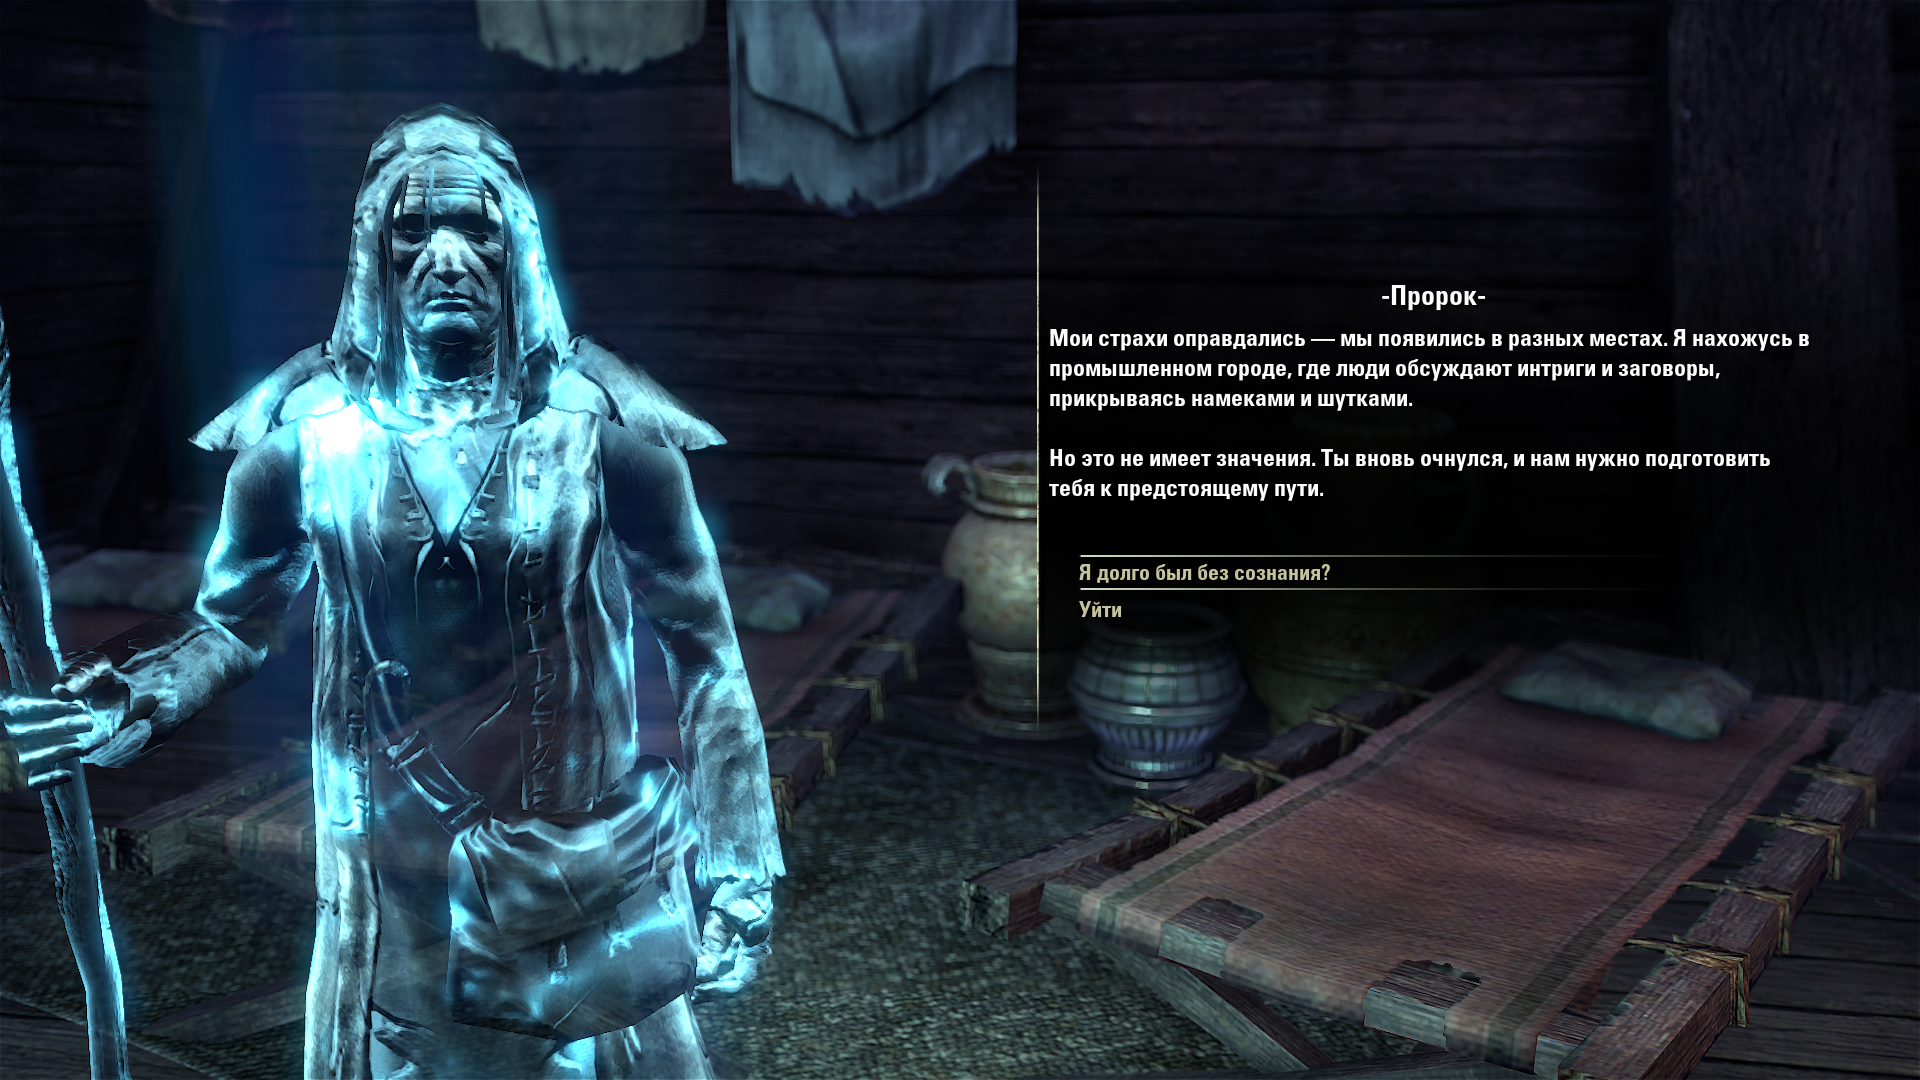 -Пророк-
Мои страхи оправдались — мы появились в разных местах. Я нахожусь в
промышленном городе, где люди обсуждают интриги и заговоры,
прикрываясь намеками и шутками.
Но это не имеет значения. Ты вновь очнулся, и нам нужно подготовить
тебя к предстоящему пути.
Я долго был без сознания?
Уйти